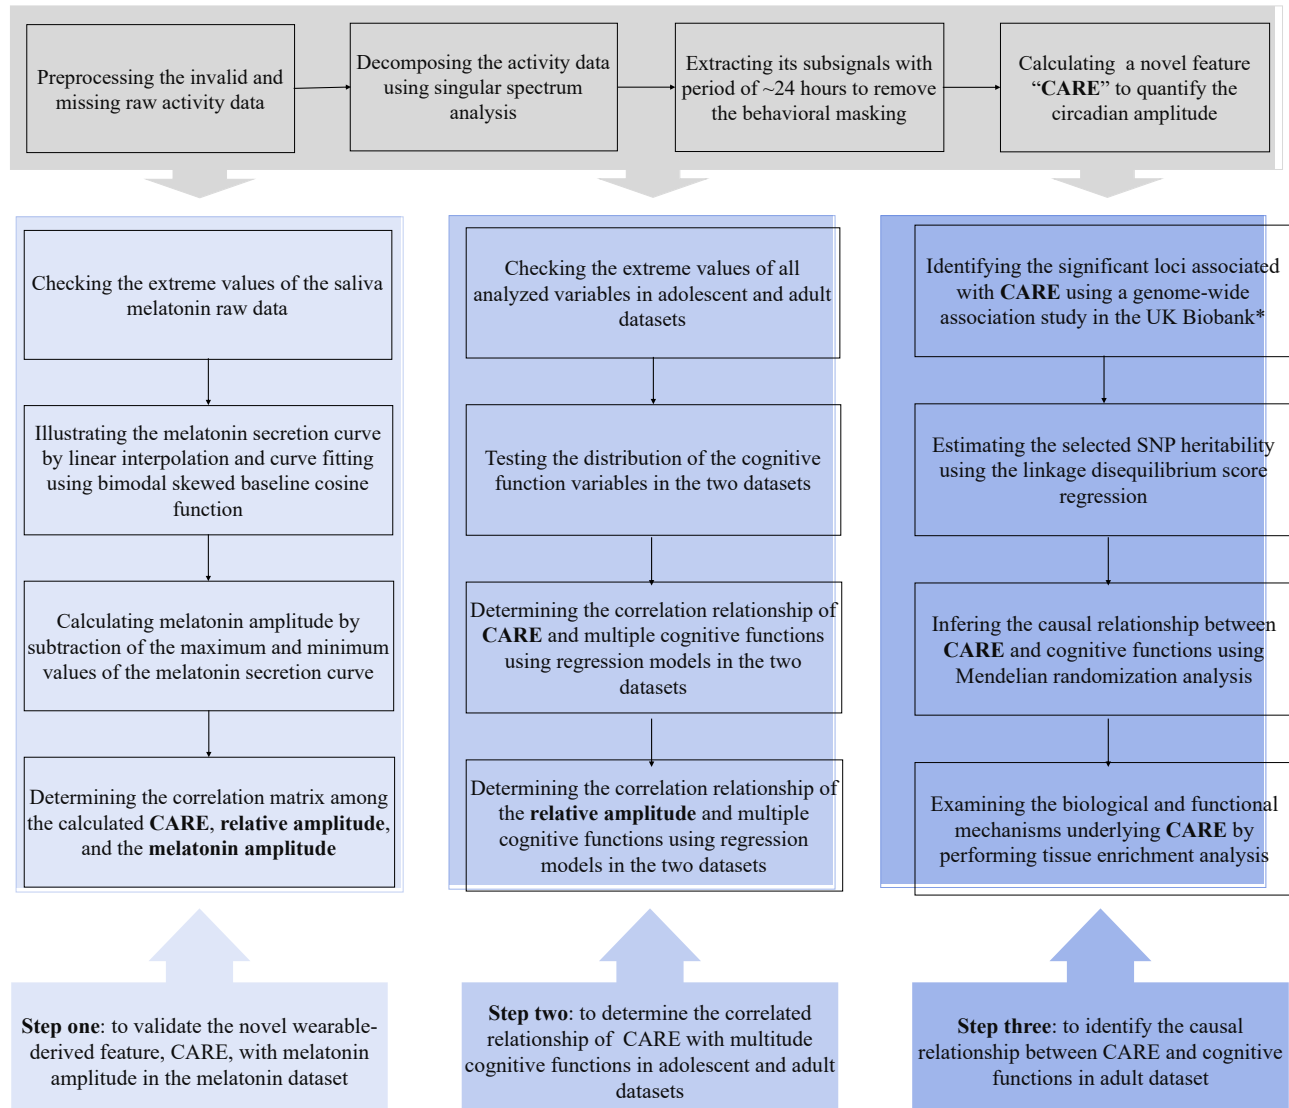 Preprocessing the invalid and
missing raw activity data
Decomposing the activity data
using singular spectrum
analysis
Extracting its subsignals with
period of ~24 hours to remove
the behavioral masking
Calculating a novel feature
“CARE” to quantify the
circadian amplitude
Checking the extreme values of the saliva
melatonin raw data
Illustrating the melatonin secretion curve
by linear interpolation and curve fitting
using bimodal skewed baseline cosine
function
Calculating melatonin amplitude by
subtraction of the maximum and minimum
values of the melatonin secretion curve
Determining the correlation matrix among
the calculated CARE, relative amplitude,
and the melatonin amplitude
Step one: to validate the novel wearable-
derived feature, CARE, with melatonin
amplitude in the melatonin dataset
Checking the extreme values of all
analyzed variables in adolescent and adult
datasets
Testing the distribution of the cognitive
function variables in the two datasets
Determining the correlation relationship of
CARE and multiple cognitive functions
using regression models in the two
datasets
Determining the correlation relationship of
the relative amplitude and multiple
cognitive functions using regression
models in the two datasets
Step two: to determine the correlated
relationship of CARE with multitude
cognitive functions in adolescent and adult
datasets
Identifying the significant loci associated
with CARE using a genome-wide
association study in the UK Biobank*
Estimating the selected SNP heritability
using the linkage disequilibrium score
regression
Infering the causal relationship between
CARE and cognitive functions using
Mendelian randomization analysis
Examining the biological and functional
mechanisms underlying CARE by
performing tissue enrichment analysis
Step three: to identify the causal
relationship between CARE and cognitive
functions in adult dataset